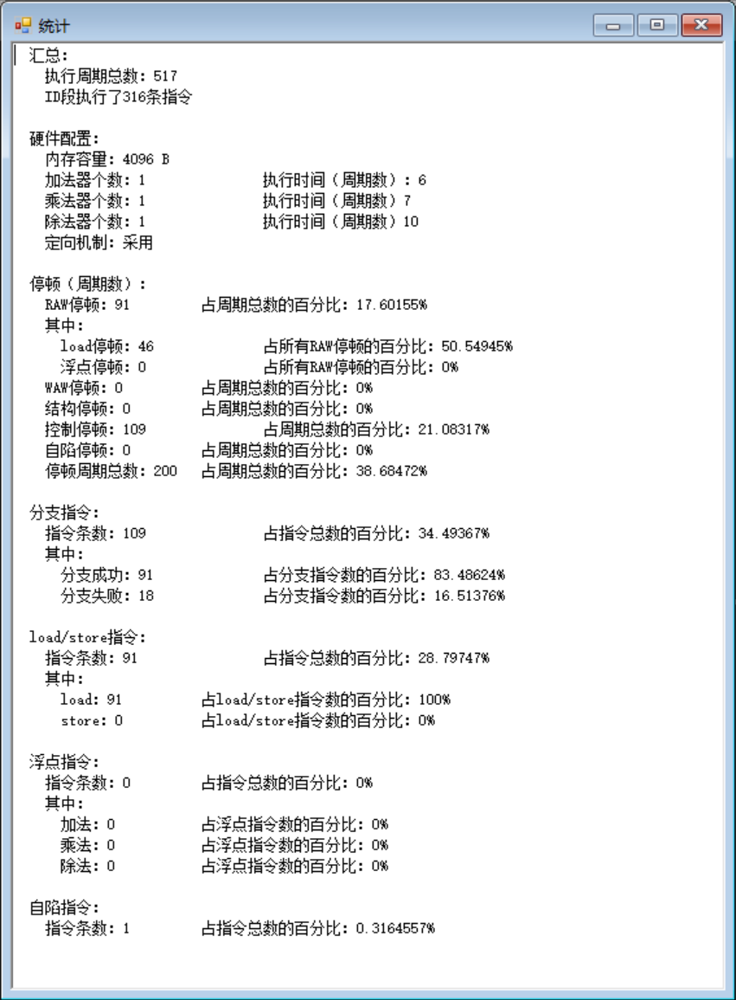 统计
汇总：
执行周期总数：517
ID段执行了316条指令
硬件配置：
内存容量：4096 B
加法器个数：1 执行时间（周期数）：6
乘法器个数：1 执行时间（周期数）7
除法器个数：1 执行时间（周期数）10
定向机制：采用
停顿（周期数）：
RAW停顿：91 占周期总数的百分比：17.60155%
其中：
load停顿：46 占所有RAW停顿的百分比：50.54945%
浮点停顿：0 占所有RAW停顿的百分比：0%
WAW停顿：0 占周期总数的百分比：0%
结构停顿：0 占周期总数的百分比：0%
控制停顿：109 占周期总数的百分比：21.08317%
自陷停顿：0 占周期总数的百分比：0%
停顿周期总数：200 占周期总数的百分比：38.68472%
分支指令：
指令条数：109 占指令总数的百分比：34.49367%
其中：
分支成功：91 占分支指令数的百分比：83.48624%
分支失败：18 占分支指令数的百分比：16.51376%
load/store指令：
指令条数：91 占指令总数的百分比：28.79747%
其中：
load：91 占load/store指令数的百分比：100%
store：0 占load/store指令数的百分比：0%
浮点指令：
指令条数：0 占指令总数的百分比：0%
其中：
加法：0 占浮点指令数的百分比：0%
乘法：0 占浮点指令数的百分比：0%
除法：0 占浮点指令数的百分比：0%
自陷指令：
指令条数：1 占指令总数的百分比：0.3164557%